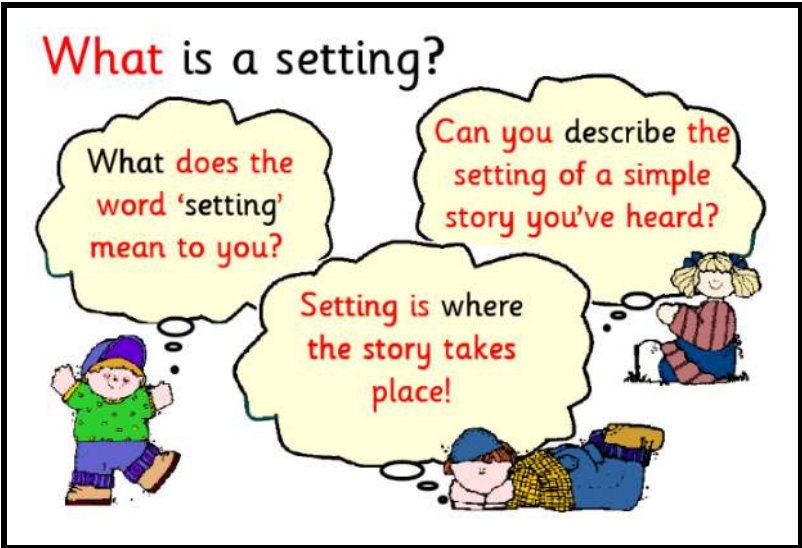 What is a setting?
What does the
word ‘setting’
mean to you?
Can you describe the
setting of a simple
story you’ve heard?
Setting is where
the story takes
place!